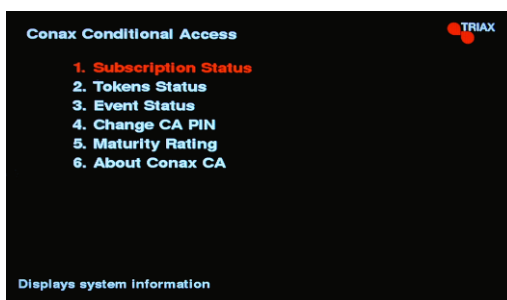 Conax Conditional Access
TRIAX
1. Subscription Status
2. Tokens Status
3. Event Status
4. Change CA PIN
5. Maturity Rating
6. About Conax CA
Displays system information